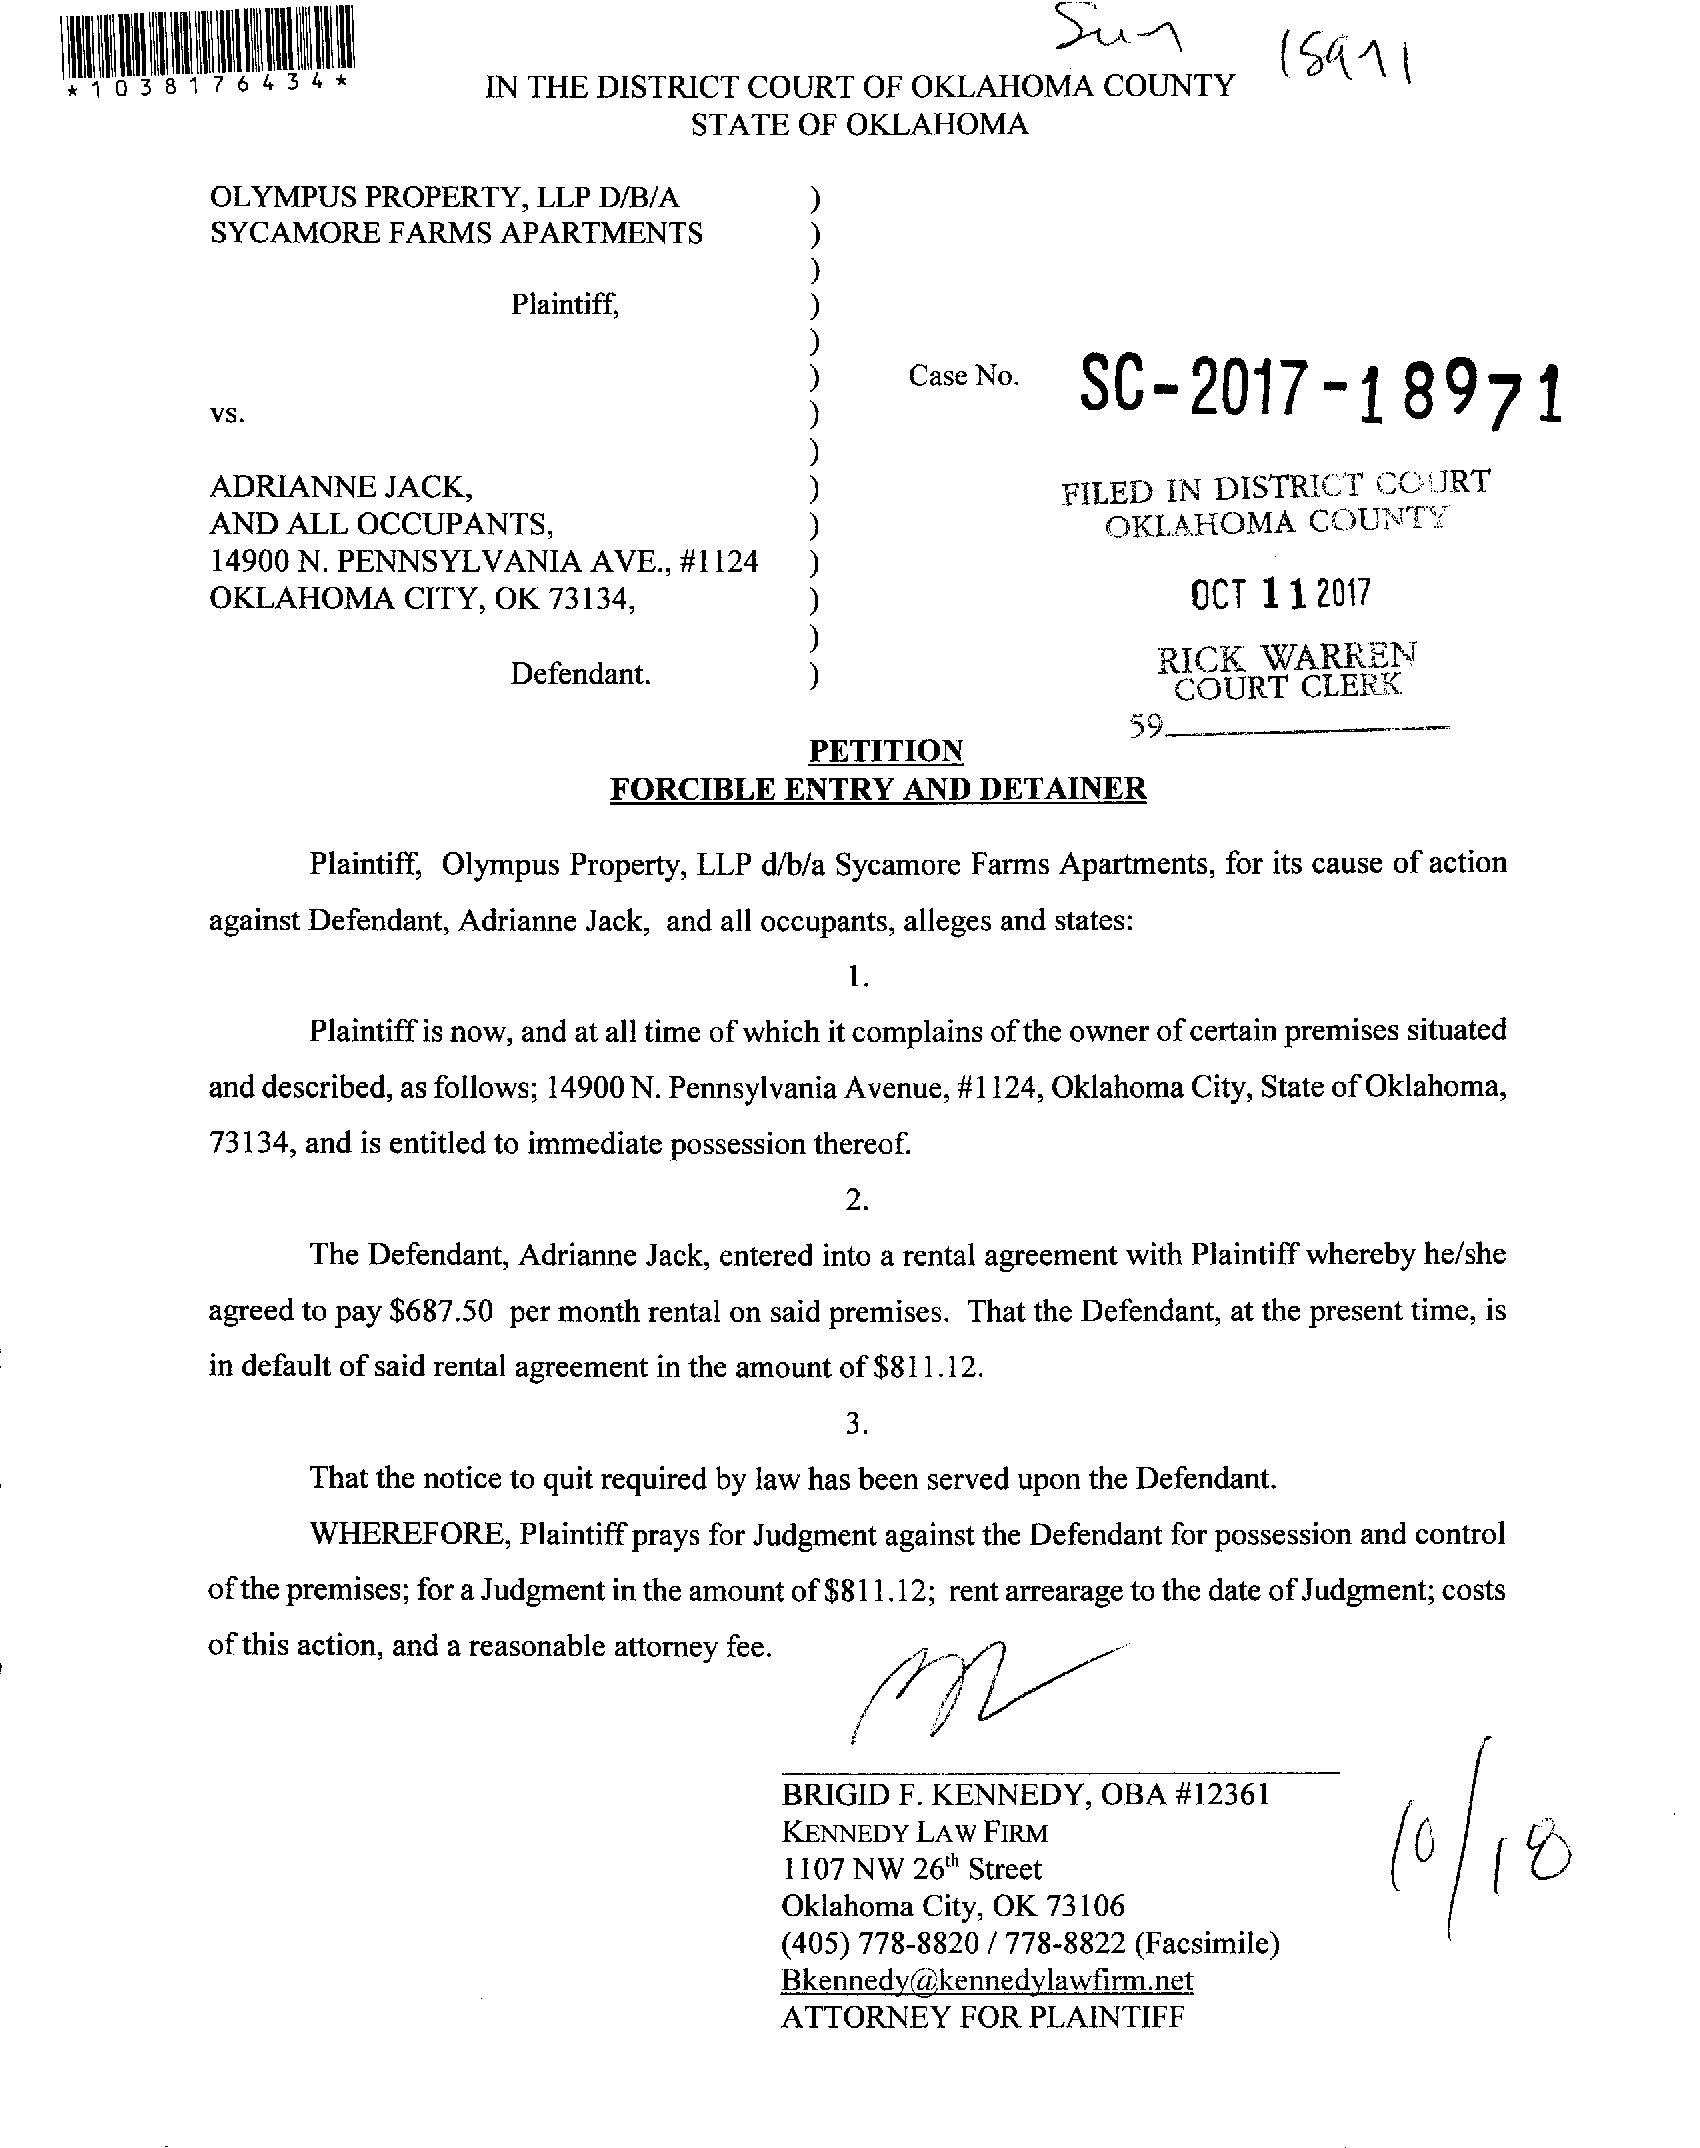 Sum 18971
*1038176434*
IN THE DISTRICT COURT OF OKLAHOMA COUNTY
STATE OF OKLAHOMA
OLYMPUS PROPERTY, LLP D/B/A )
SYCAMORE FARMS APARTMENTS )
)
Plaintiff, )
)
) Case No. SC-2017-18971
vs. )
)
ADRIANNE JACK, ) FILED IN DISTRICT COURT
AND ALL OCCUPANTS, ) OKLAHOMA COUNTY
14900 N. PENNSYLVANIA AVE., #1124 )
OKLAHOMA CITY, OK 73134, ) OCT 11 2017
)
Defendant. ) RICK WARREN
COURT CLERK
59
PETITION
FORCIBLE ENTRY AND DETAINER
Plaintiff, Olympus Property, LLP d/b/a Sycamore Farms Apartments, for its cause of action
against Defendant, Adrianne Jack, and all occupants, alleges and states:
1.
Plaintiff is now, and at all time of which it complains of the owner of certain premises situated
and described, as follows; 14900 N. Pennsylvania Avenue, #1124, Oklahoma City, State of Oklahoma,
73134, and is entitled to immediate possession thereof.
2.
The Defendant, Adrianne Jack, entered into a rental agreement with Plaintiff whereby he/she
agreed to pay $687.50 per month rental on said premises. That the Defendant, at the present time, is
in default of said rental agreement in the amount of $811.12.
3.
That the notice to quit required by law has been served upon the Defendant.
WHEREFORE, Plaintiff prays for Judgment against the Defendant for possession and control
of the premises; for a Judgment in the amount of $811.12; rent arrearage to the date of Judgment; costs
of this action, and a reasonable attorney fee.
BRIGID F. KENNEDY, OBA #12361
KENNEDY LAW FIRM
1107 NW 26th Street
Oklahoma City, OK 73106
(405) 778-8820 / 778-8822 (Facsimile)
Bkennedy@kennedylawfirm.net
ATTORNEY FOR PLAINTIFF
10/18